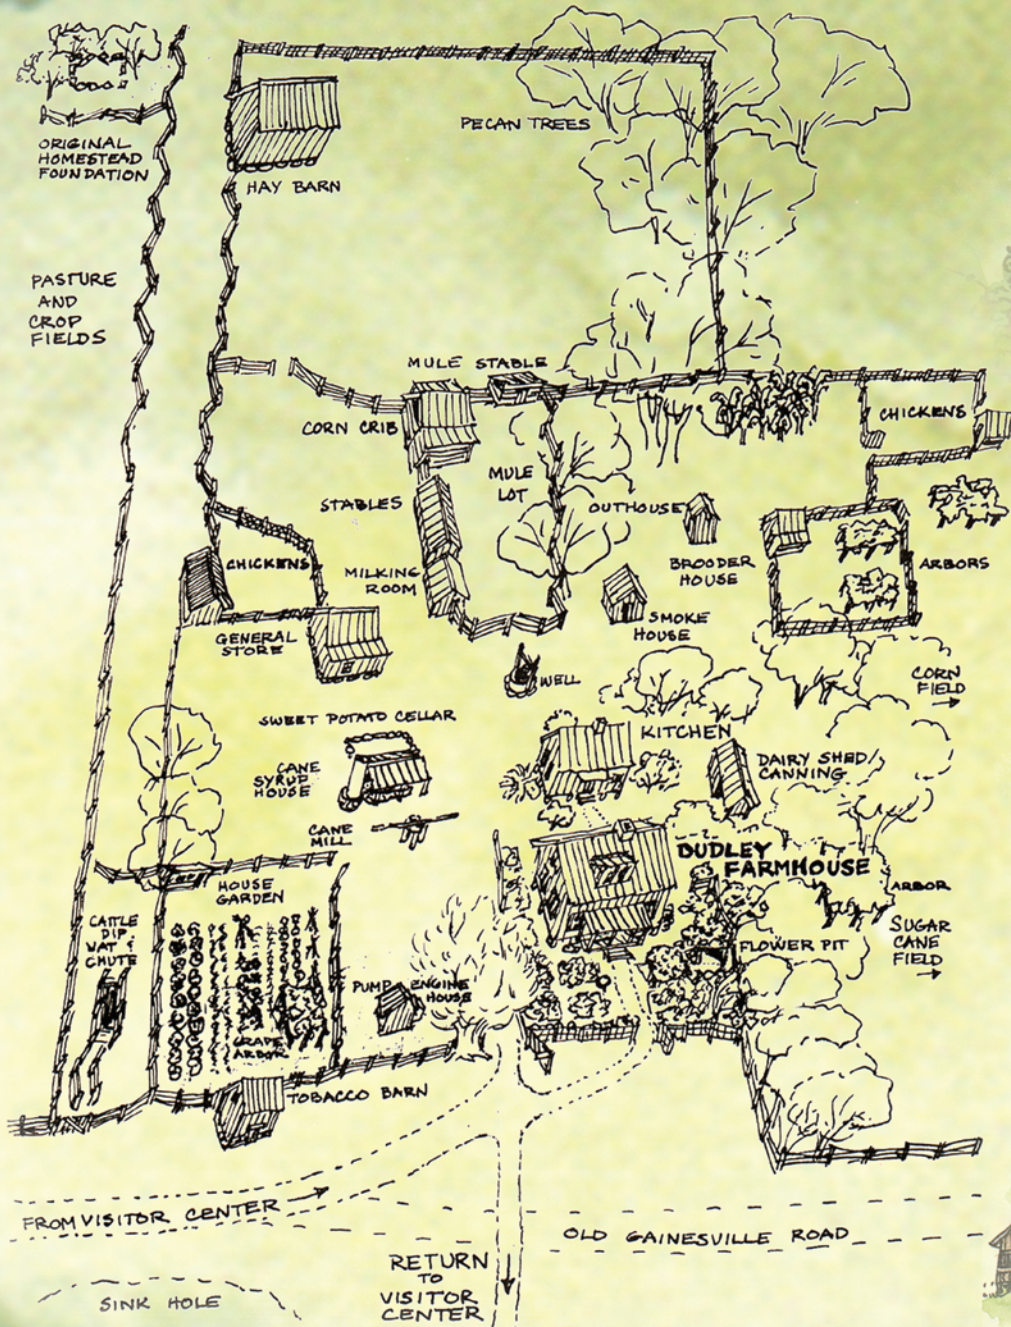 ORIGINAL
HOMESTEAD
FOUNDATION
HAY BARN
PECAN TREES
PASTURE
AND
CROP
FIELDS
MULE STABLE
CORN CRIB
CHICKENS
MULE
LOT
STABLES
OUTHOUSE
CHICKENS
MILKING
ROOM
BROODER
HOUSE
ARBORS
GENERAL
STORE
SMOKE
HOUSE
WELL
CORN
FIELD
SWEET POTATO CELLAR
KITCHEN
CANE
SYRUP
HOUSE
DAIRY SHED/
CANNING
CANE
MILL
DUDLEY
FARMHOUSE
HOUSE
GARDEN
ARBOR
CATTLE
DIP
VAT &
CHUTE
SUGAR
CANE
FIELD
FLOWER PIT
PUMP ENGINE
HOUSE
GRAPE
ARBOR
TOBACCO BARN
FROM VISITOR CENTER
OLD GAINESVILLE ROAD
RETURN
TO
VISITOR
CENTER
SINK HOLE